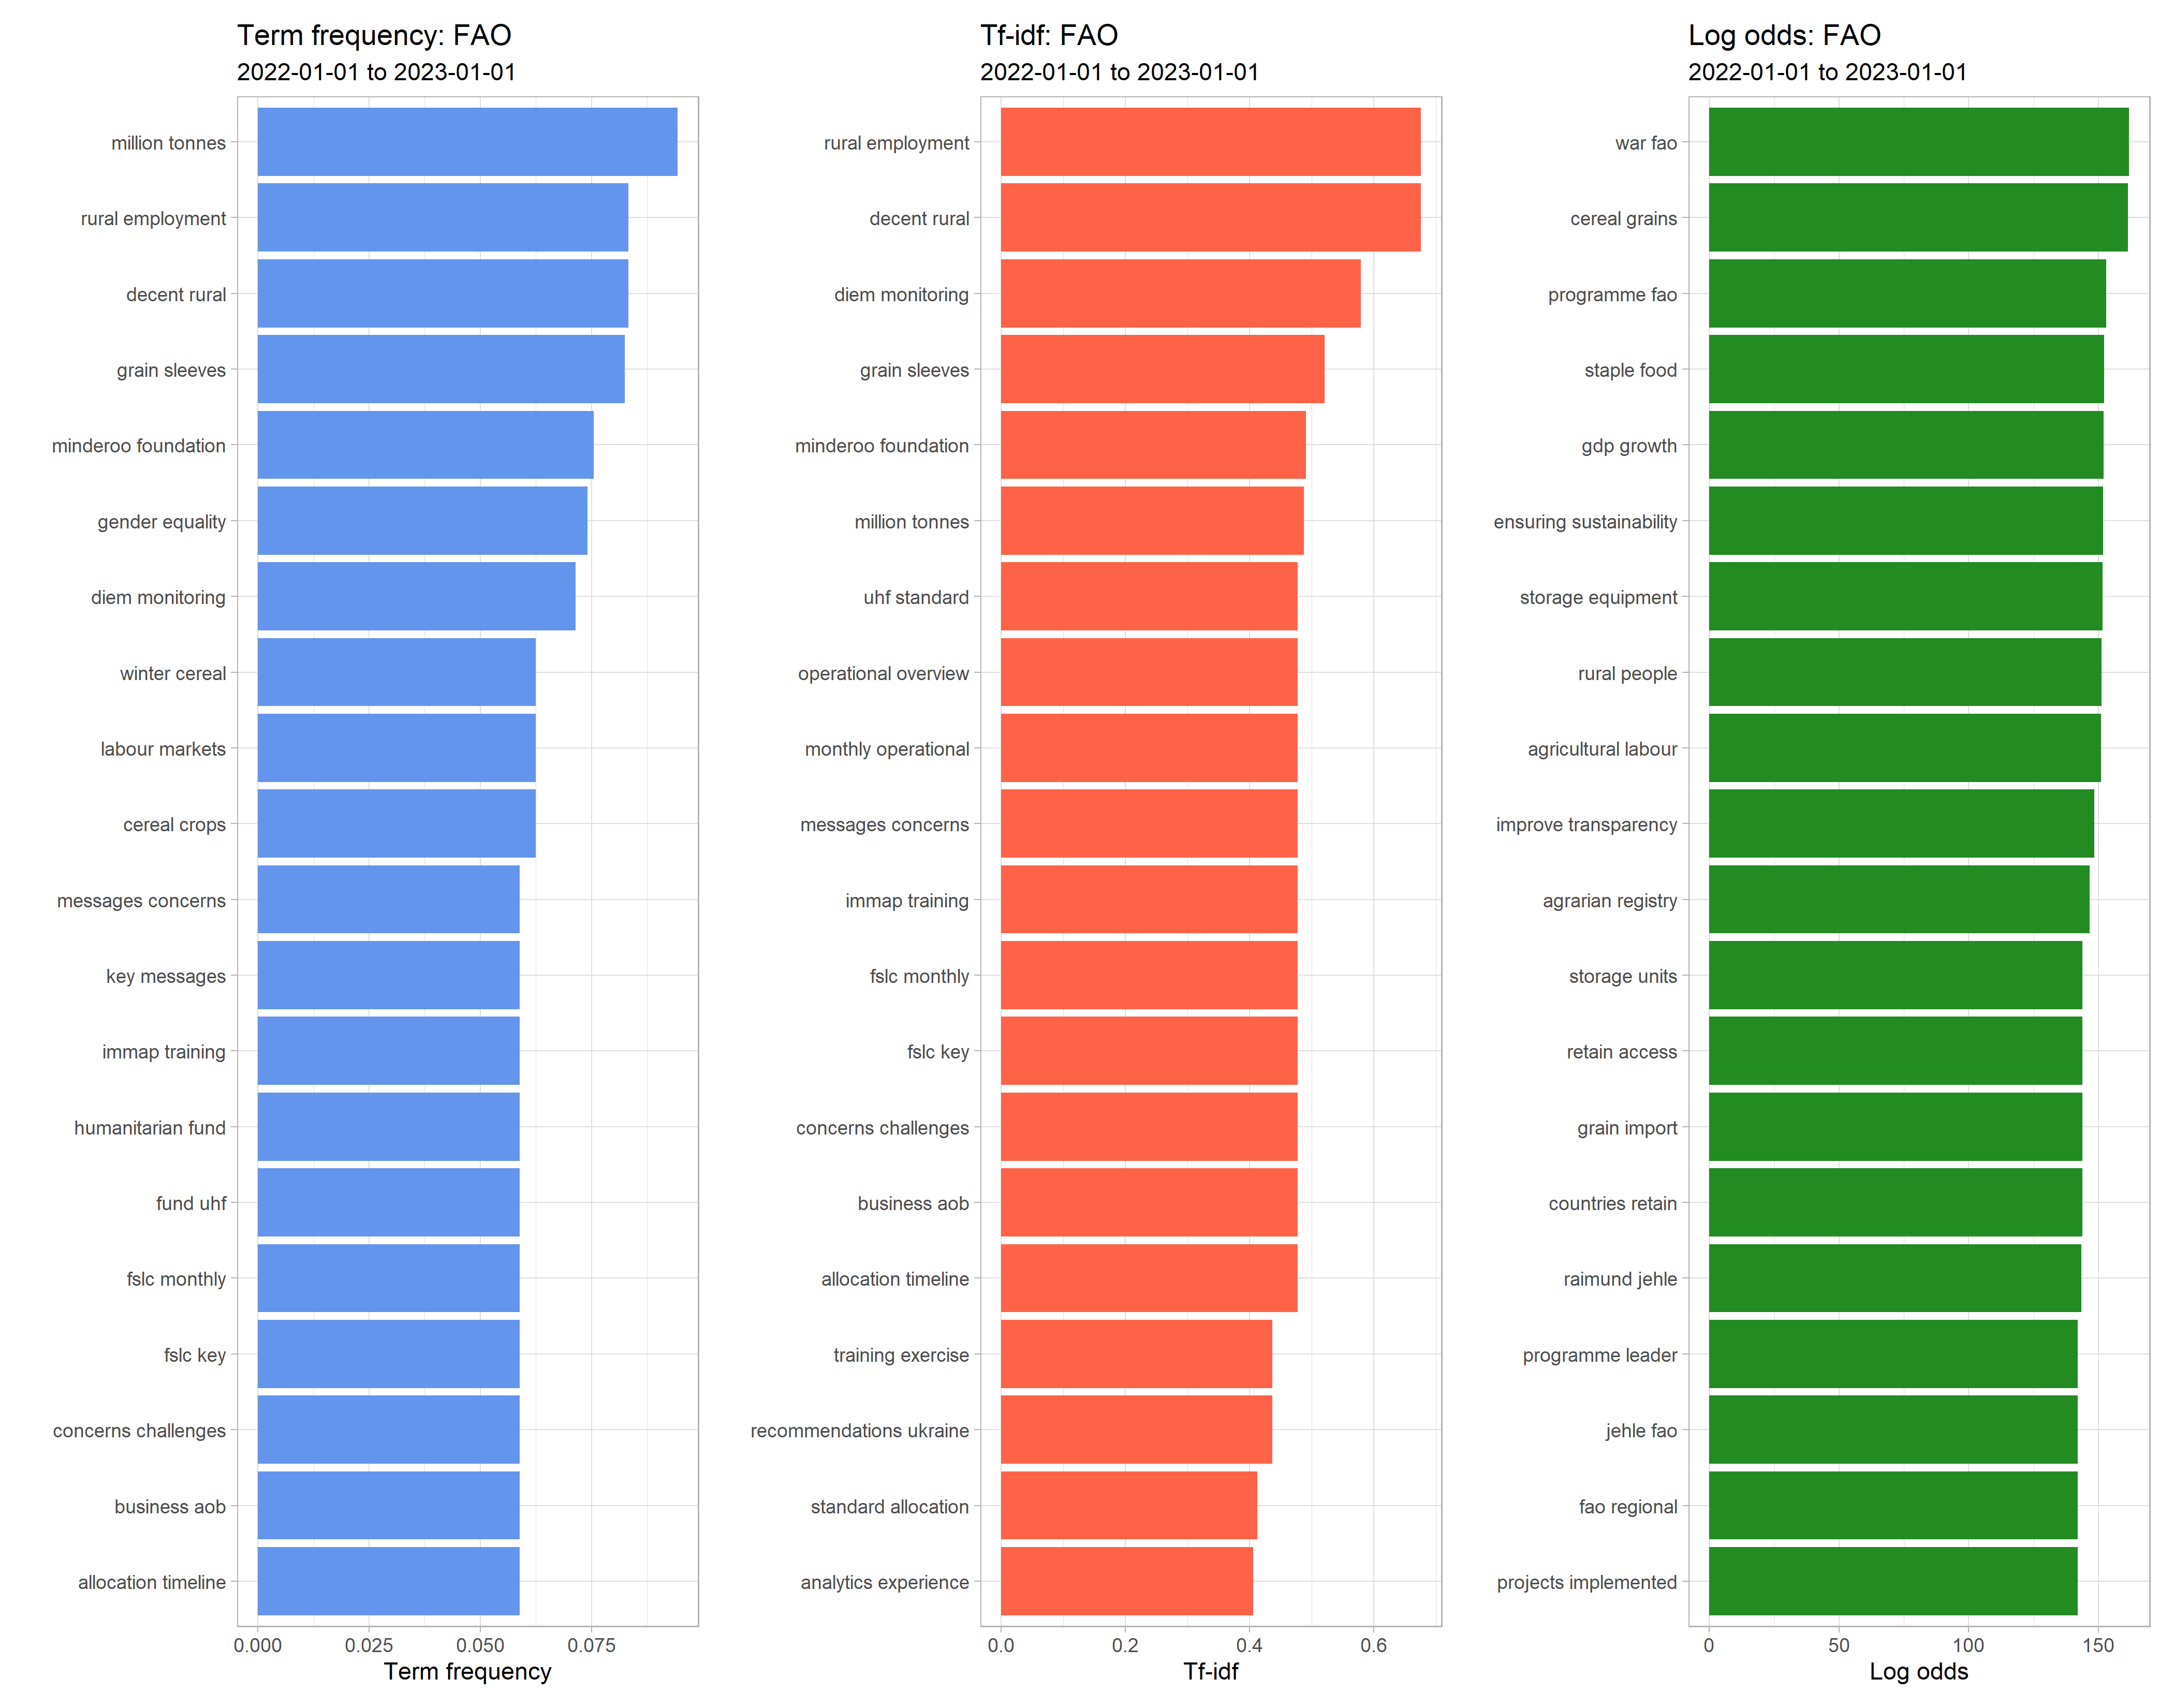 Term frequency: FAO
2022-01-01 to 2023-01-01
million tonnes
rural employment
decent rural
grain sleeves
minderoo foundation
gender equality
diem monitoring
winter cereal
labour markets
cereal crops
messages concerns
key messages
immap training
humanitarian fund
fund uhf
fslc monthly
fslc key
concerns challenges
business aob
allocation timeline
0.000 0.025 0.050 0.075
Term frequency
Tf-idf: FAO
2022-01-01 to 2023-01-01
rural employment
decent rural
diem monitoring
grain sleeves
minderoo foundation
million tonnes
uhf standard
operational overview
monthly operational
messages concerns
immap training
fslc monthly
fslc key
concerns challenges
business aob
allocation timeline
training exercise
recommendations ukraine
standard allocation
analytics experience
0.0 0.2 0.4 0.6
Tf-idf
Log odds: FAO
2022-01-01 to 2023-01-01
war fao
cereal grains
programme fao
staple food
gdp growth
ensuring sustainability
storage equipment
rural people
agricultural labour
improve transparency
agrarian registry
storage units
retain access
grain import
countries retain
raimund jehle
programme leader
jehle fao
fao regional
projects implemented
0 50 100 150
Log odds